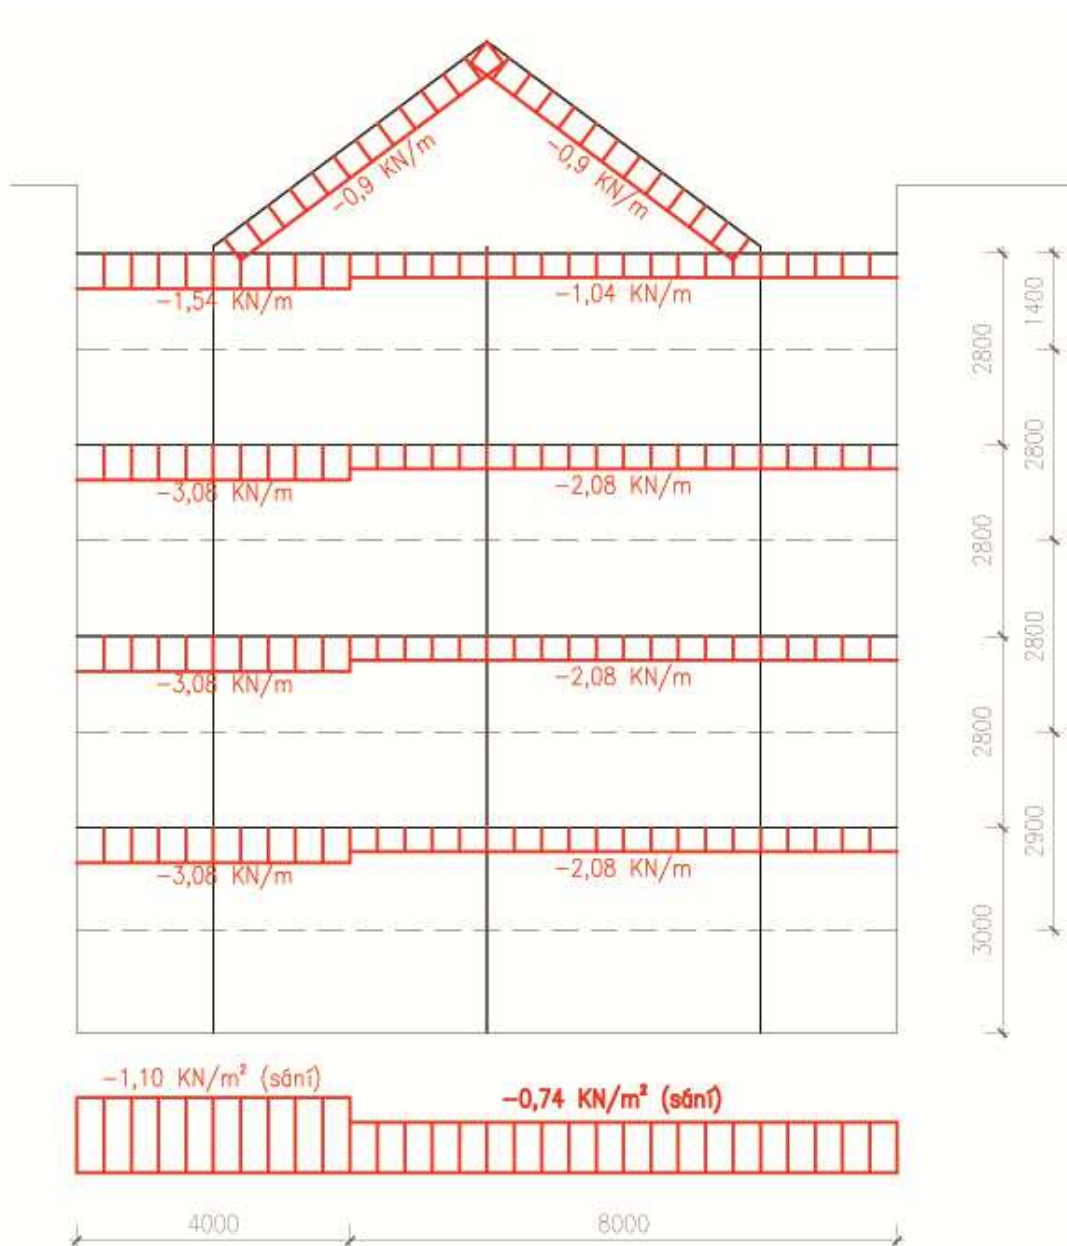 -0,9 KN/m
-0,9 KN/m
-1,54 KN/m
-1,04 KN/m
1400
2800
-3,08 KN/m
-2,08 KN/m
2800
2800
-3,08 KN/m
-2,08 KN/m
2800
2800
-3,08 KN/m
-2,08 KN/m
2900
3000
-1,10 KN/m² (sání)
-0,74 KN/m² (sání)
4000
8000